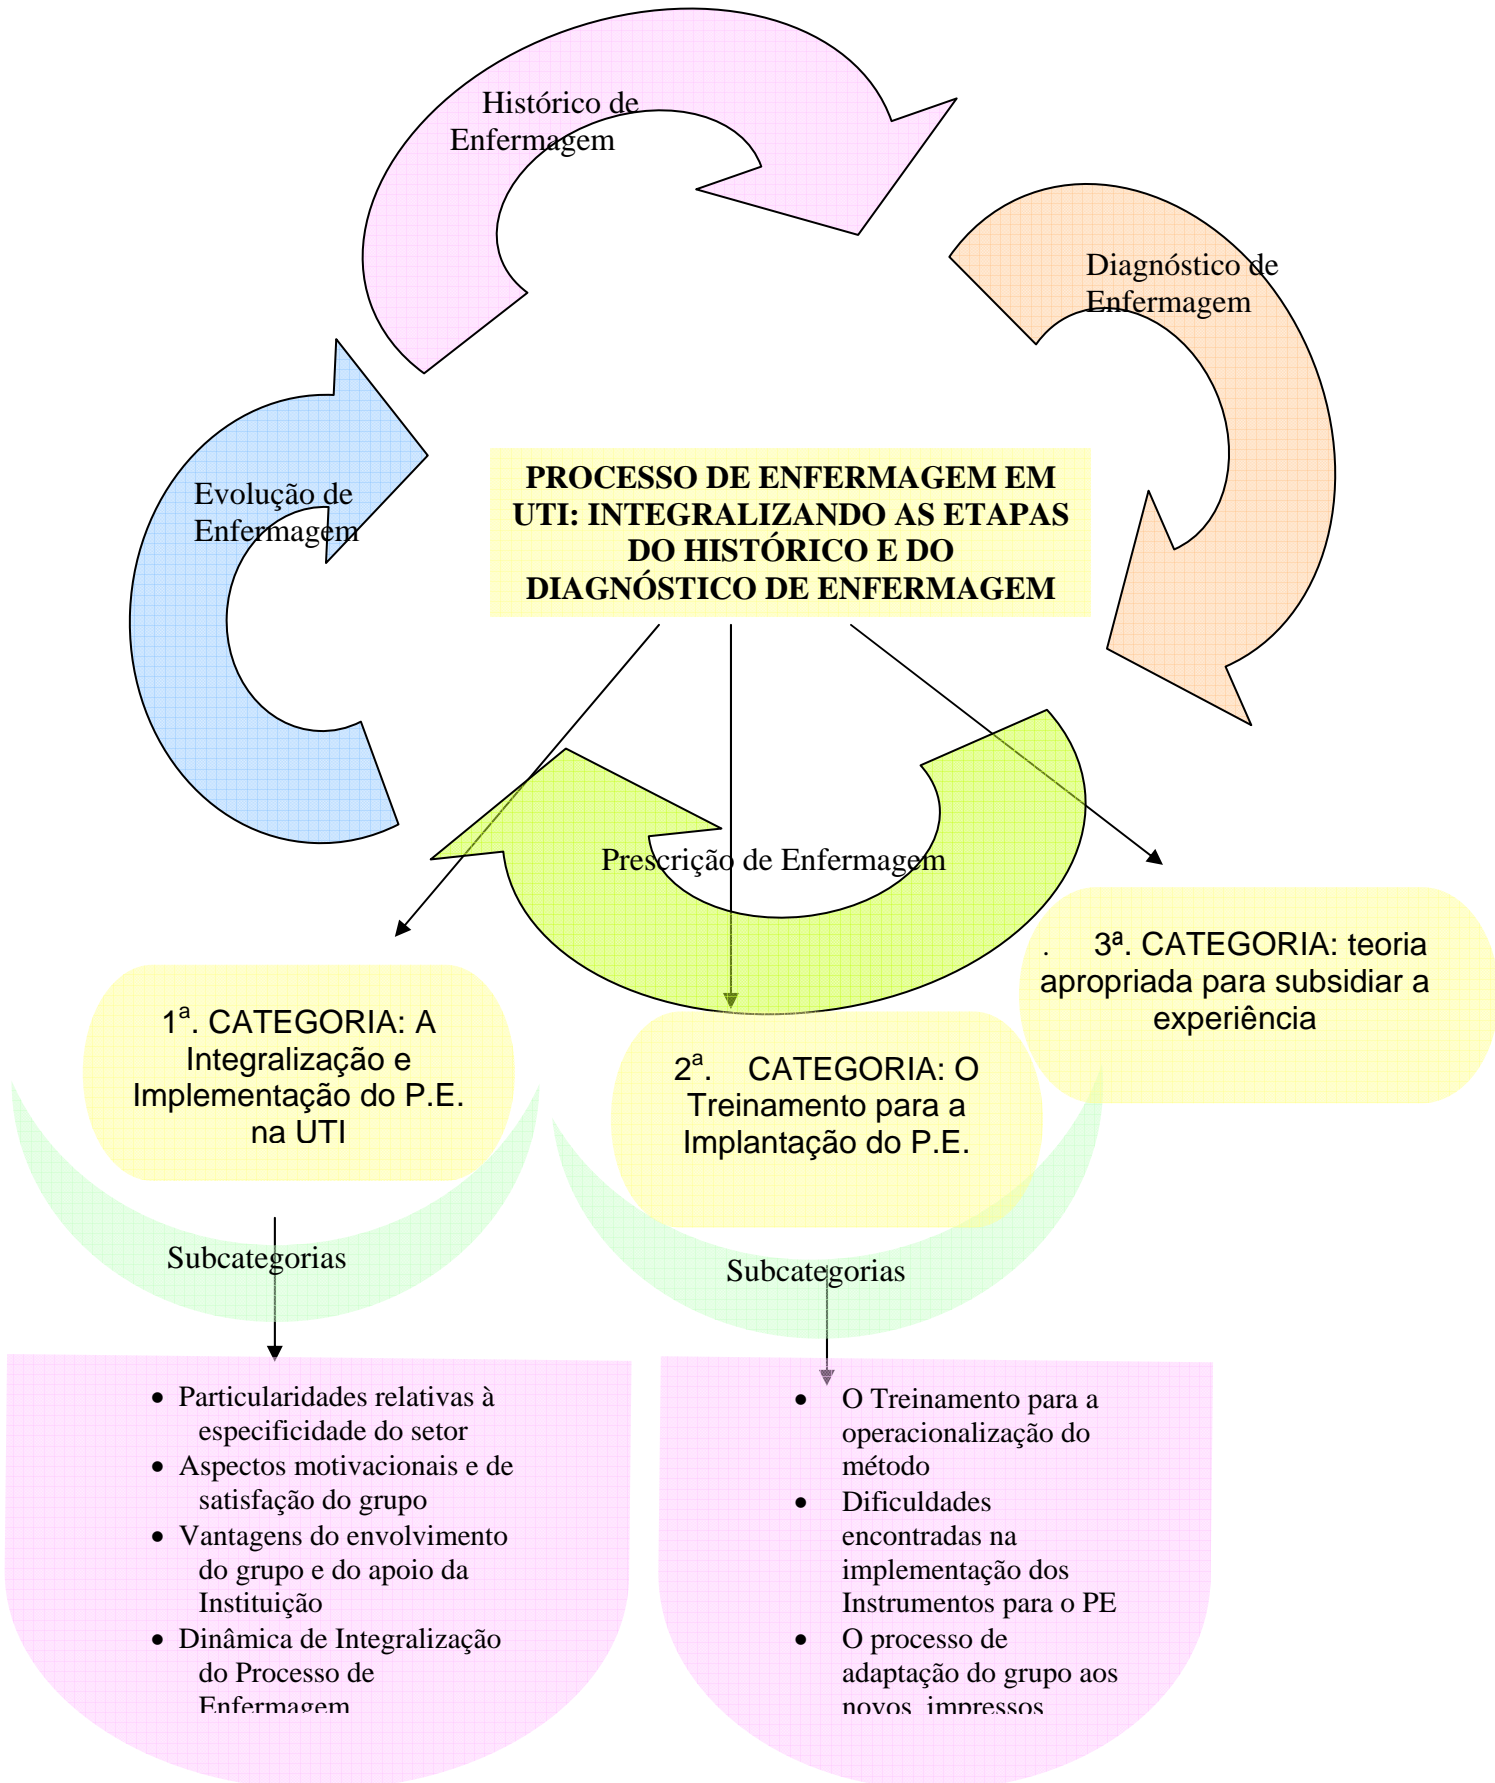 Histórico de
Enfermagem
Diagnóstico de
Enfermagem
Evolução de
Enfermagem
PROCESSO DE ENFERMAGEM EM
UTI: INTEGRALIZANDO AS ETAPAS
DO HISTÓRICO E DO
DIAGNÓSTICO DE ENFERMAGEM
Prescrição de Enfermagem
1ª. CATEGORIA: A
Integralização e
Implementação do P.E.
na UTI
2ª. CATEGORIA: O
Treinamento para a
Implantação do P.E.
. 3ª. CATEGORIA: teoria
apropriada para subsidiar a
experiência
Subcategorias
Subcategorias
• Particularidades relativas à
especificidade do setor
• Aspectos motivacionais e de
satisfação do grupo
• Vantagens do envolvimento
do grupo e do apoio da
Instituição
• Dinâmica de Integralização
do Processo de
Enfermagem
• O Treinamento para a
operacionalização do
método
• Dificuldades
encontradas na
implementação dos
Instrumentos para o PE
• O processo de
adaptação do grupo aos
novos impressos